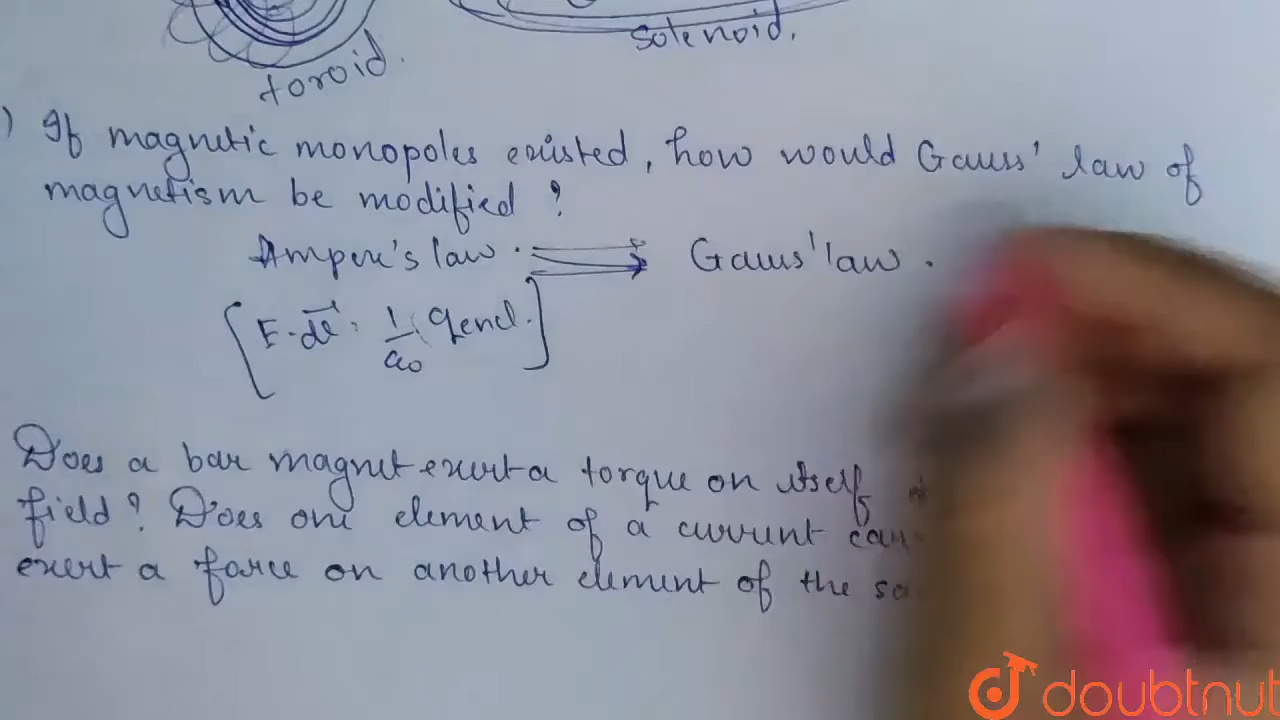 toroid.
solenoid.
) If magnetic monopoles existed, how would Gauss' law of
magnetism be modified?
Ampere's law. Gauss' law.
[E. dl = 1/ε0 qencl.]
Does a bar magnet exert a torque on itself
field? Does one element of a current
exert a force on another element of the
doubtnut